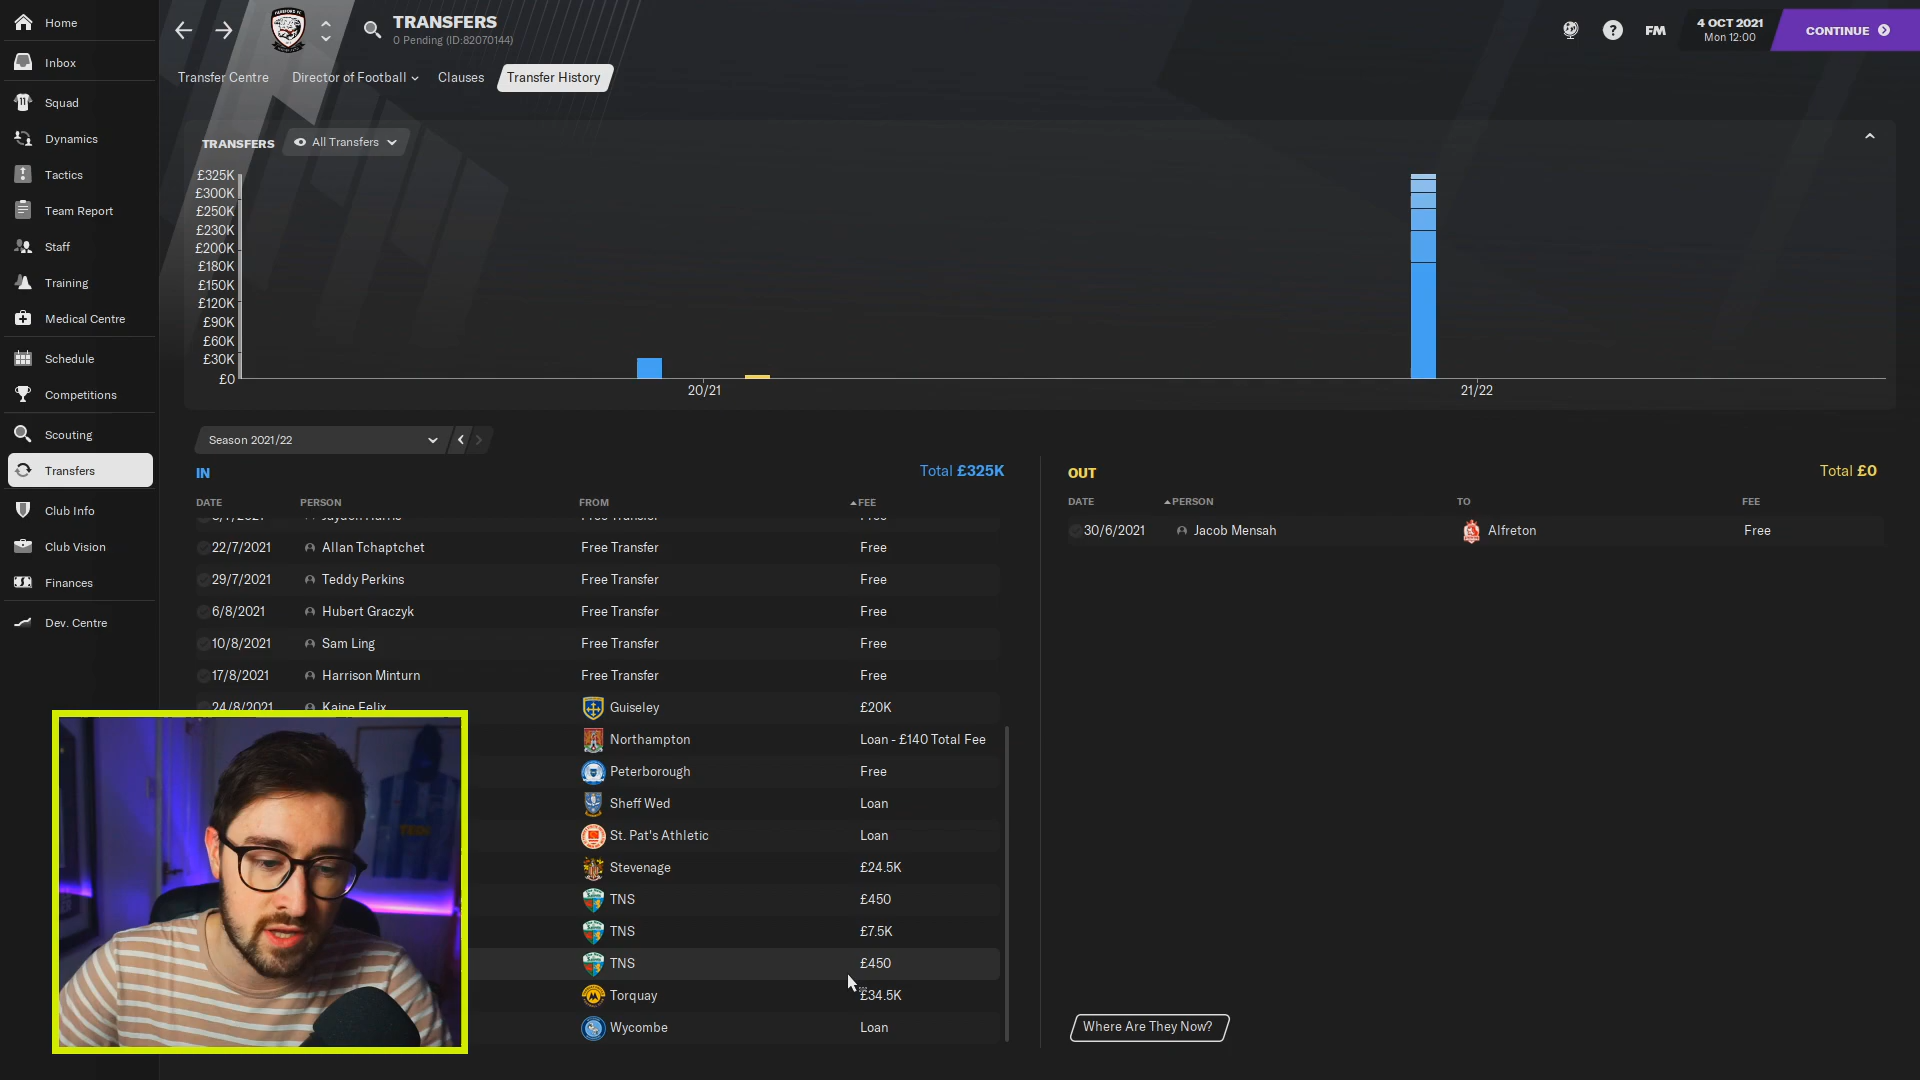 Home
Inbox
Squad
Dynamics
Tactics
Team Report
Staff
Training
Medical Centre
Schedule
Competitions
Scouting
Transfers
Club Info
Club Vision
Finances
Dev. Centre
TRANSFERS
0 Pending (ID:82070144)
FM
4 OCT 2021
Mon 12:00
CONTINUE
Transfer Centre
Director of Football
Clauses
Transfer History
TRANSFERS
All Transfers
£325K
£300K
£250K
£230K
£200K
£180K
£150K
£120K
£90K
£60K
£30K
£0
20/21
21/22
Season 2021/22
IN
Total £325K
DATE PERSON FROM FEE
22/7/2021 Allan Tchaptchet Free Transfer Free
29/7/2021 Teddy Perkins Free Transfer Free
6/8/2021 Hubert Graczyk Free Transfer Free
10/8/2021 Sam Ling Free Transfer Free
17/8/2021 Harrison Minturn Free Transfer Free
24/8/2021 Kaine Felix Guiseley £20K
Northampton Loan - £140 Total Fee
Peterborough Free
Sheff Wed Loan
St. Pat's Athletic Loan
Stevenage £24.5K
TNS £450
TNS £7.5K
TNS £450
Torquay £34.5K
Wycombe Loan
OUT
Total £0
DATE PERSON TO FEE
30/6/2021 Jacob Mensah Alfreton Free
Where Are They Now?